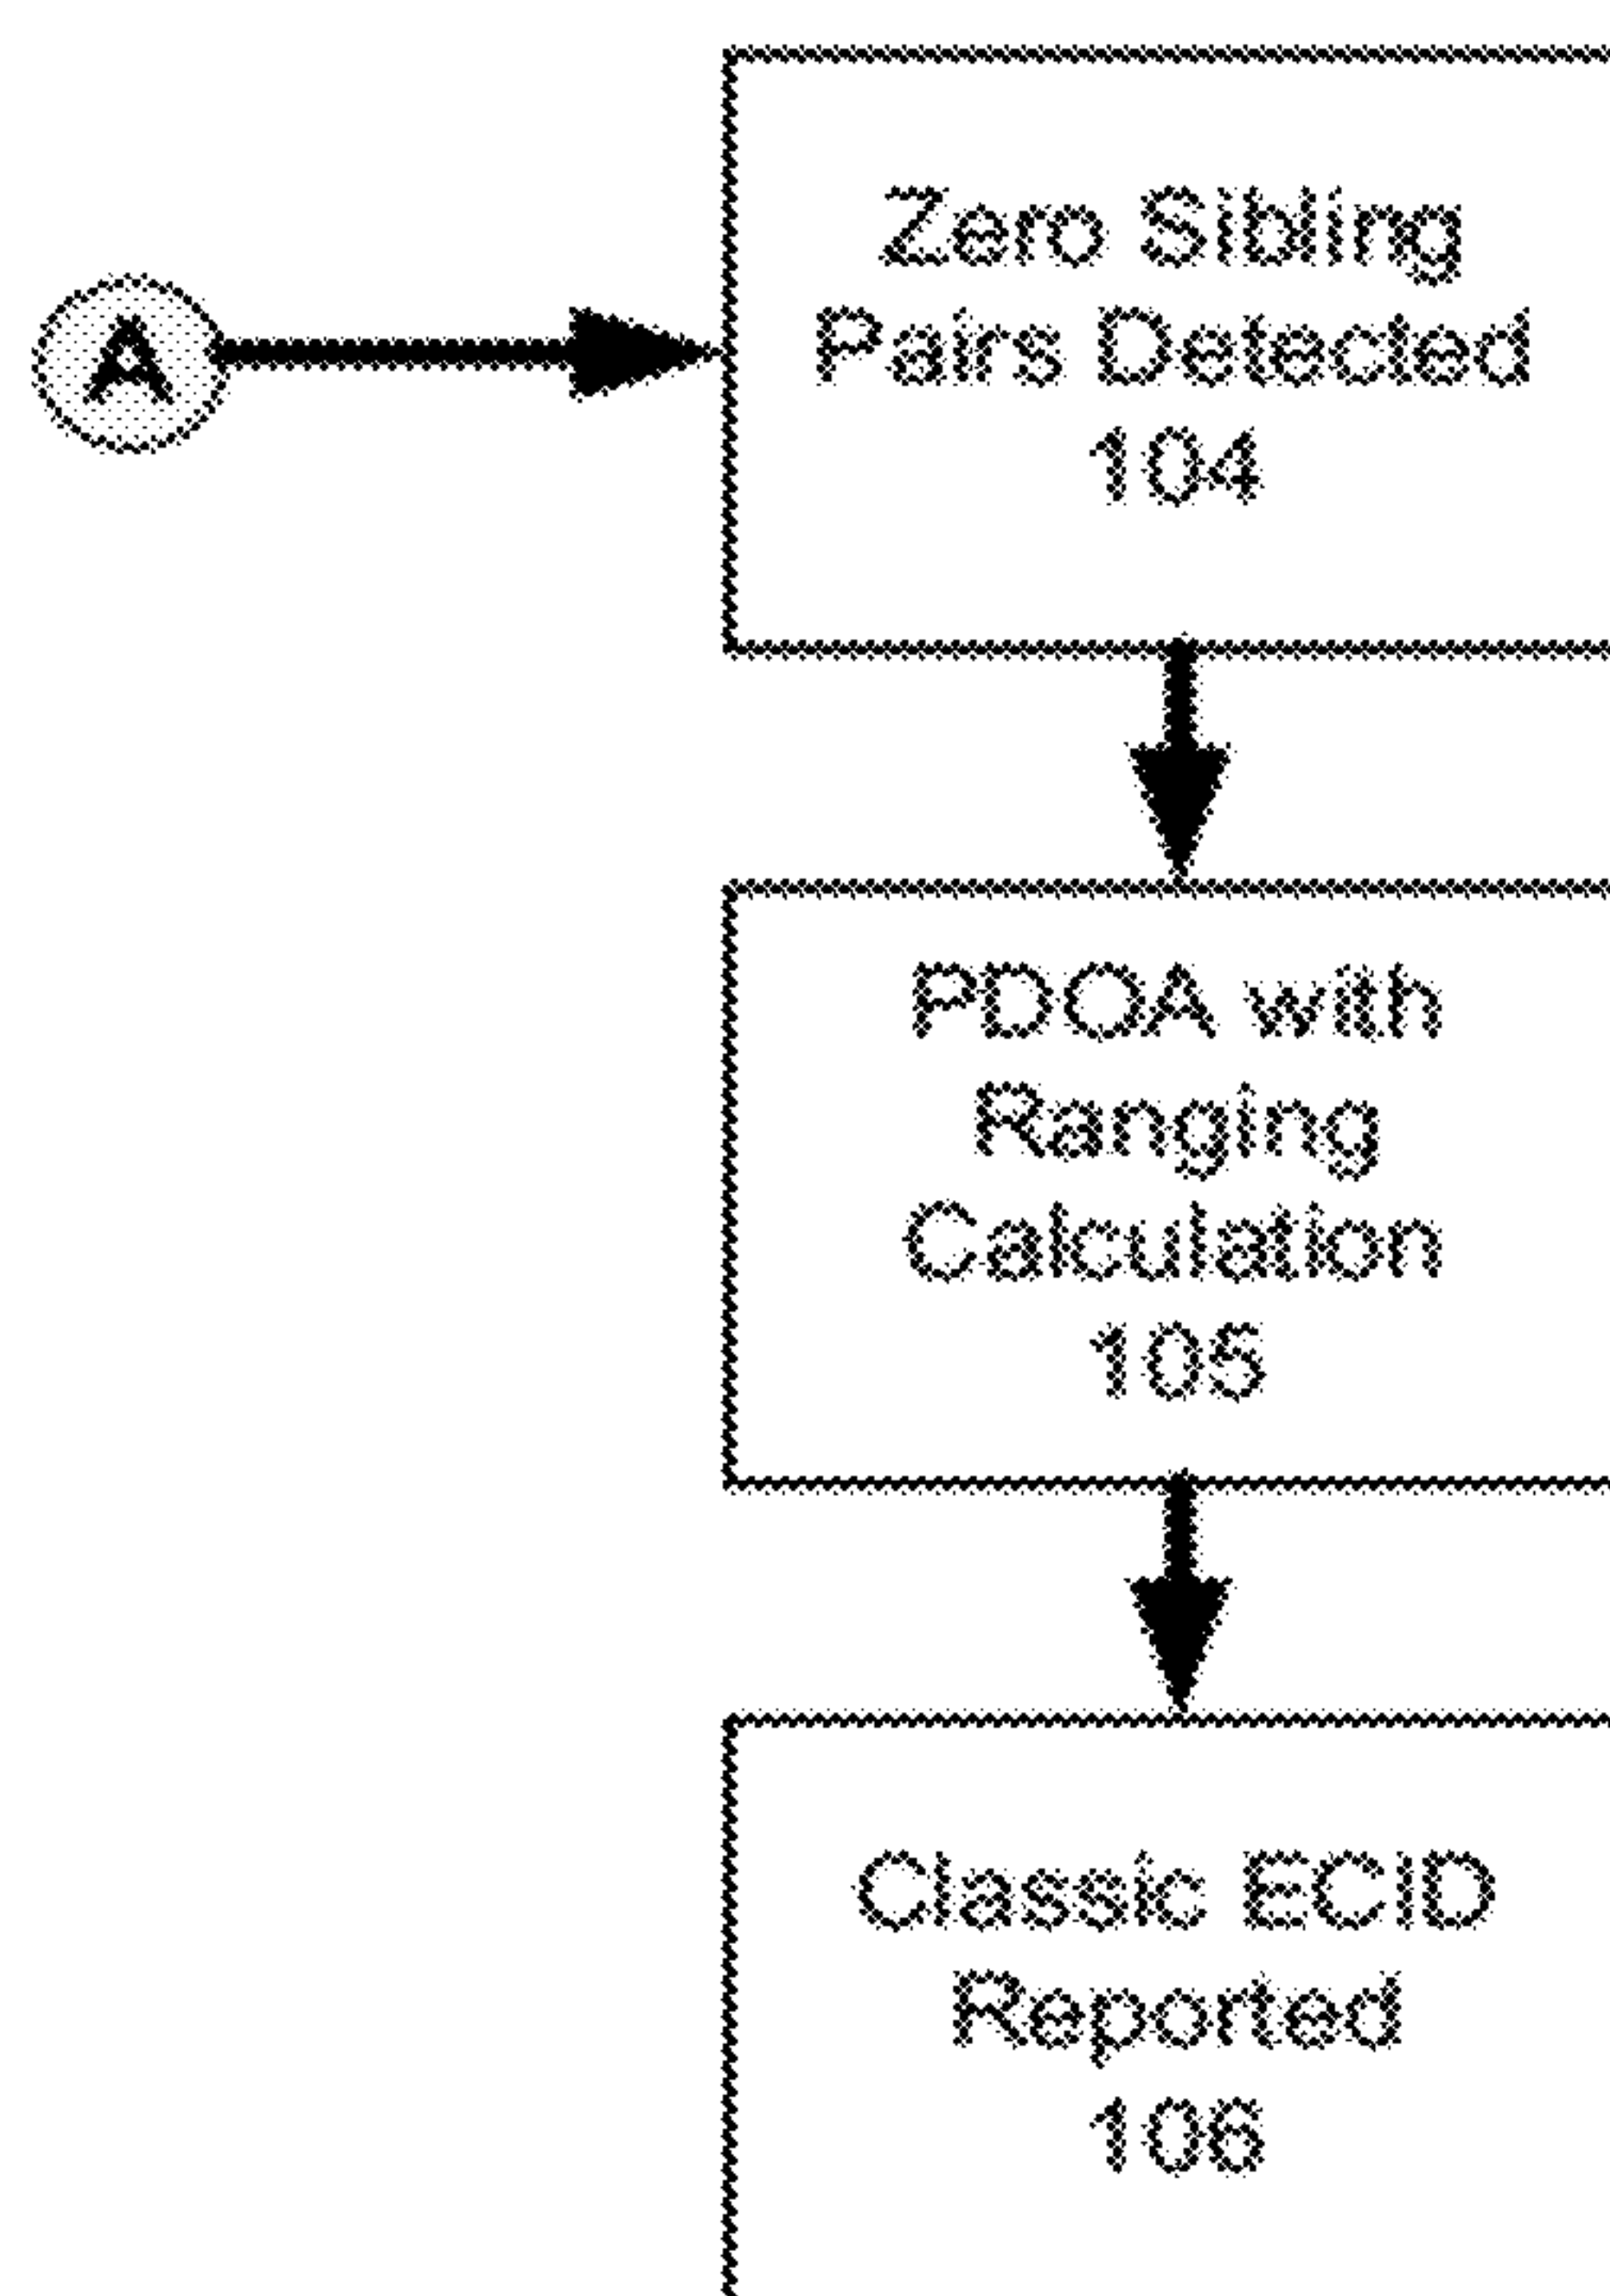 A
Zero Sibling
Pairs Detected
104
PDOA with
Ranging
Calculation
105
Classic ECID
Reported
106